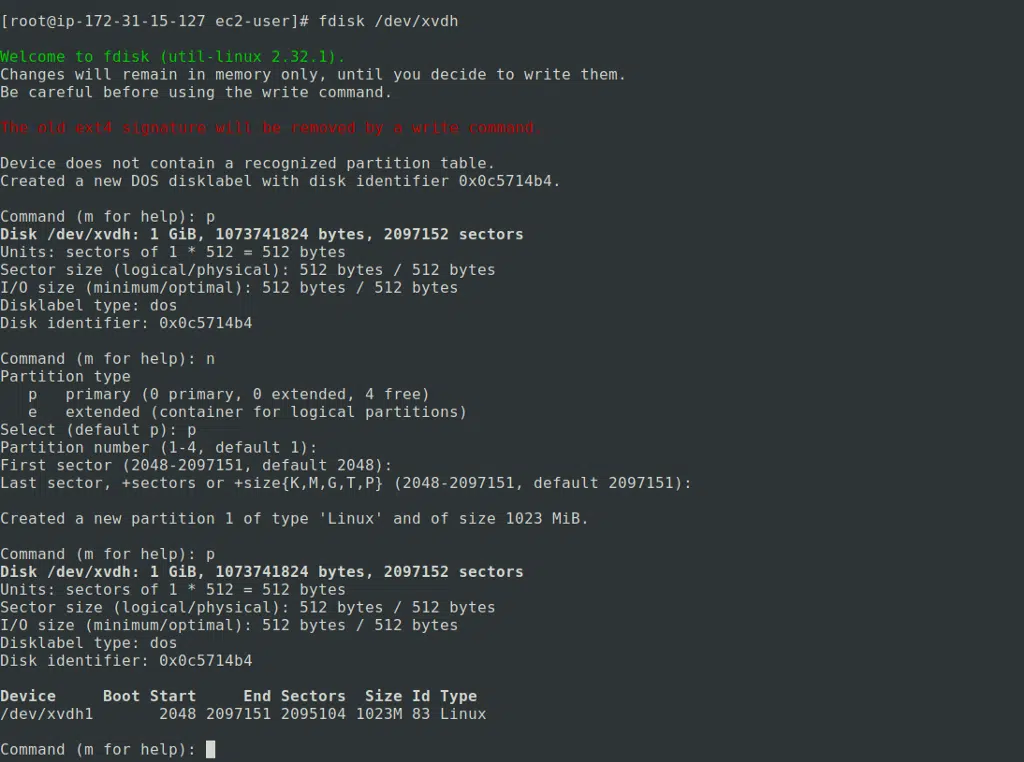 [root@ip-172-31-15-127 ec2-user]# fdisk /dev/xvdh
Welcome to fdisk (util-linux 2.32.1).
Changes will remain in memory only, until you decide to write them.
Be careful before using the write command.
The old ext4 signature will be removed by a write command.
Device does not contain a recognized partition table.
Created a new DOS disklabel with disk identifier 0x0c5714b4.
Command (m for help): p
Disk /dev/xvdh: 1 GiB, 1073741824 bytes, 2097152 sectors
Units: sectors of 1 * 512 = 512 bytes
Sector size (logical/physical): 512 bytes / 512 bytes
I/O size (minimum/optimal): 512 bytes / 512 bytes
Disklabel type: dos
Disk identifier: 0x0c5714b4
Command (m for help): n
Partition type
   p   primary (0 primary, 0 extended, 4 free)
   e   extended (container for logical partitions)
Select (default p): p
Partition number (1-4, default 1):
First sector (2048-2097151, default 2048):
Last sector, +sectors or +size{K,M,G,T,P} (2048-2097151, default 2097151):
Created a new partition 1 of type 'Linux' and of size 1023 MiB.
Command (m for help): p
Disk /dev/xvdh: 1 GiB, 1073741824 bytes, 2097152 sectors
Units: sectors of 1 * 512 = 512 bytes
Sector size (logical/physical): 512 bytes / 512 bytes
I/O size (minimum/optimal): 512 bytes / 512 bytes
Disklabel type: dos
Disk identifier: 0x0c5714b4
Device     Boot Start     End Sectors  Size Id Type
/dev/xvdh1       2048 2097151 2095104 1023M 83 Linux
Command (m for help):